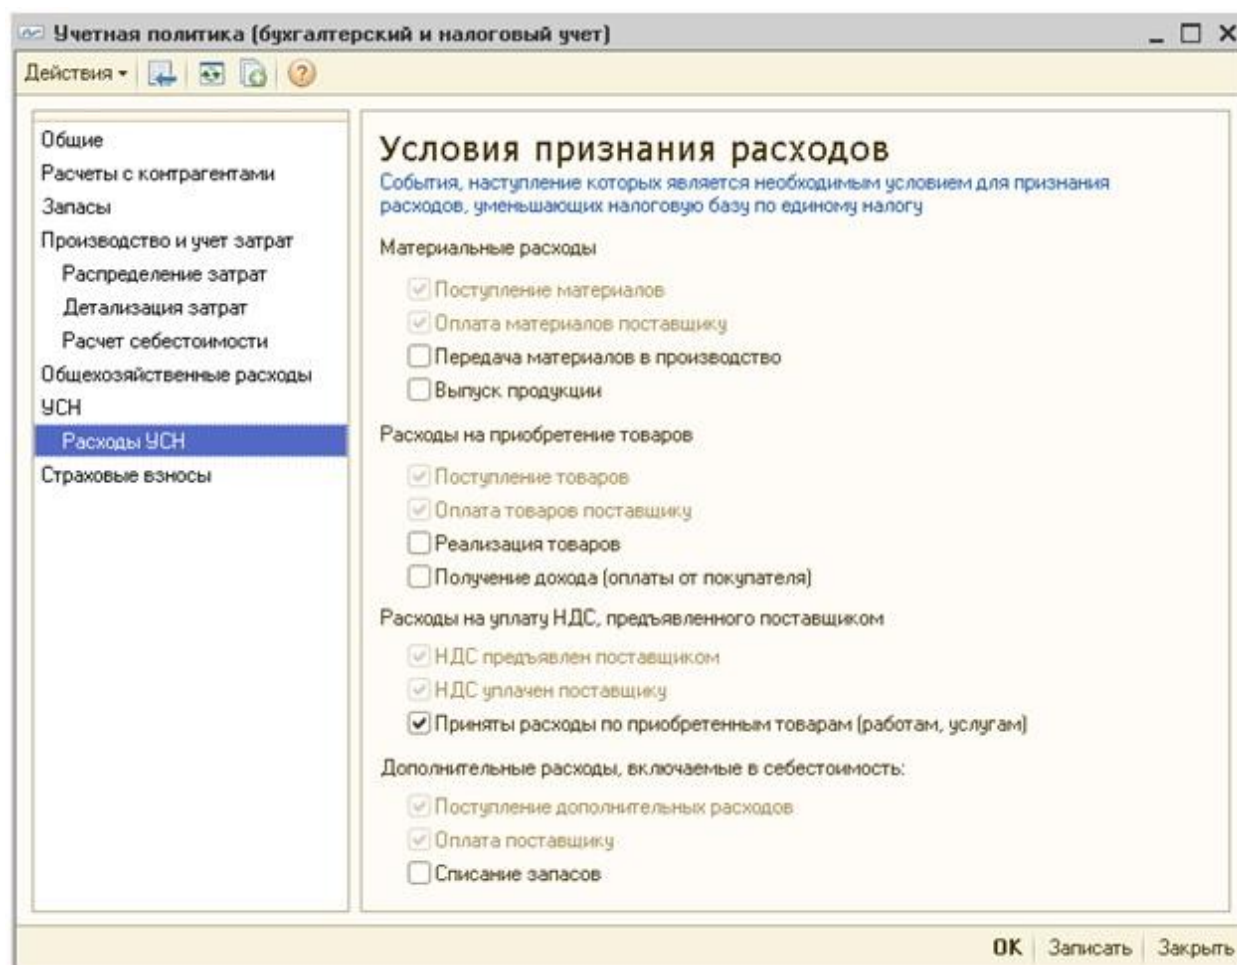 Учетная политика (бухгалтерский и налоговый учет)
Действия
Общие
Расчеты с контрагентами
Запасы
Производство и учет затрат
Распределение затрат
Детализация затрат
Расчет себестоимости
Общехозяйственные расходы
УСН
Расходы УСН
Страховые взносы
Условия признания расходов
События, наступление которых является необходимым условием для признания
расходов, уменьшающих налоговую базу по единому налогу
Материальные расходы
Поступление материалов
Оплата материалов поставщику
Передача материалов в производство
Выпуск продукции
Расходы на приобретение товаров
Поступление товаров
Оплата товаров поставщику
Реализация товаров
Получение дохода (оплаты от покупателя)
Расходы на уплату НДС, предъявленного поставщиком
НДС предъявлен поставщиком
НДС уплачен поставщику
Приняты расходы по приобретенным товарам (работам, услугам)
Дополнительные расходы, включаемые в себестоимость:
Поступление дополнительных расходов
Оплата поставщику
Списание запасов
OK Записать Закрыть